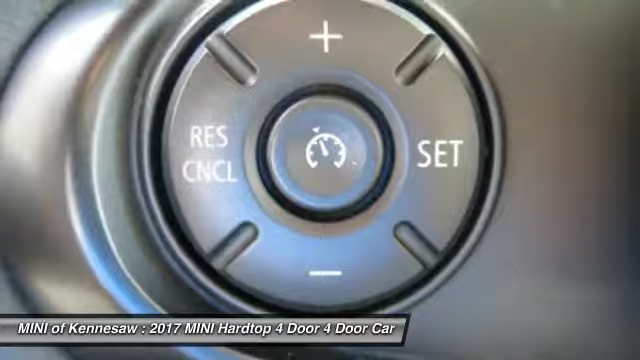 +
RES
CNCL
SET
−
MINI of Kennesaw : 2017 MINI Hardtop 4 Door 4 Door Car